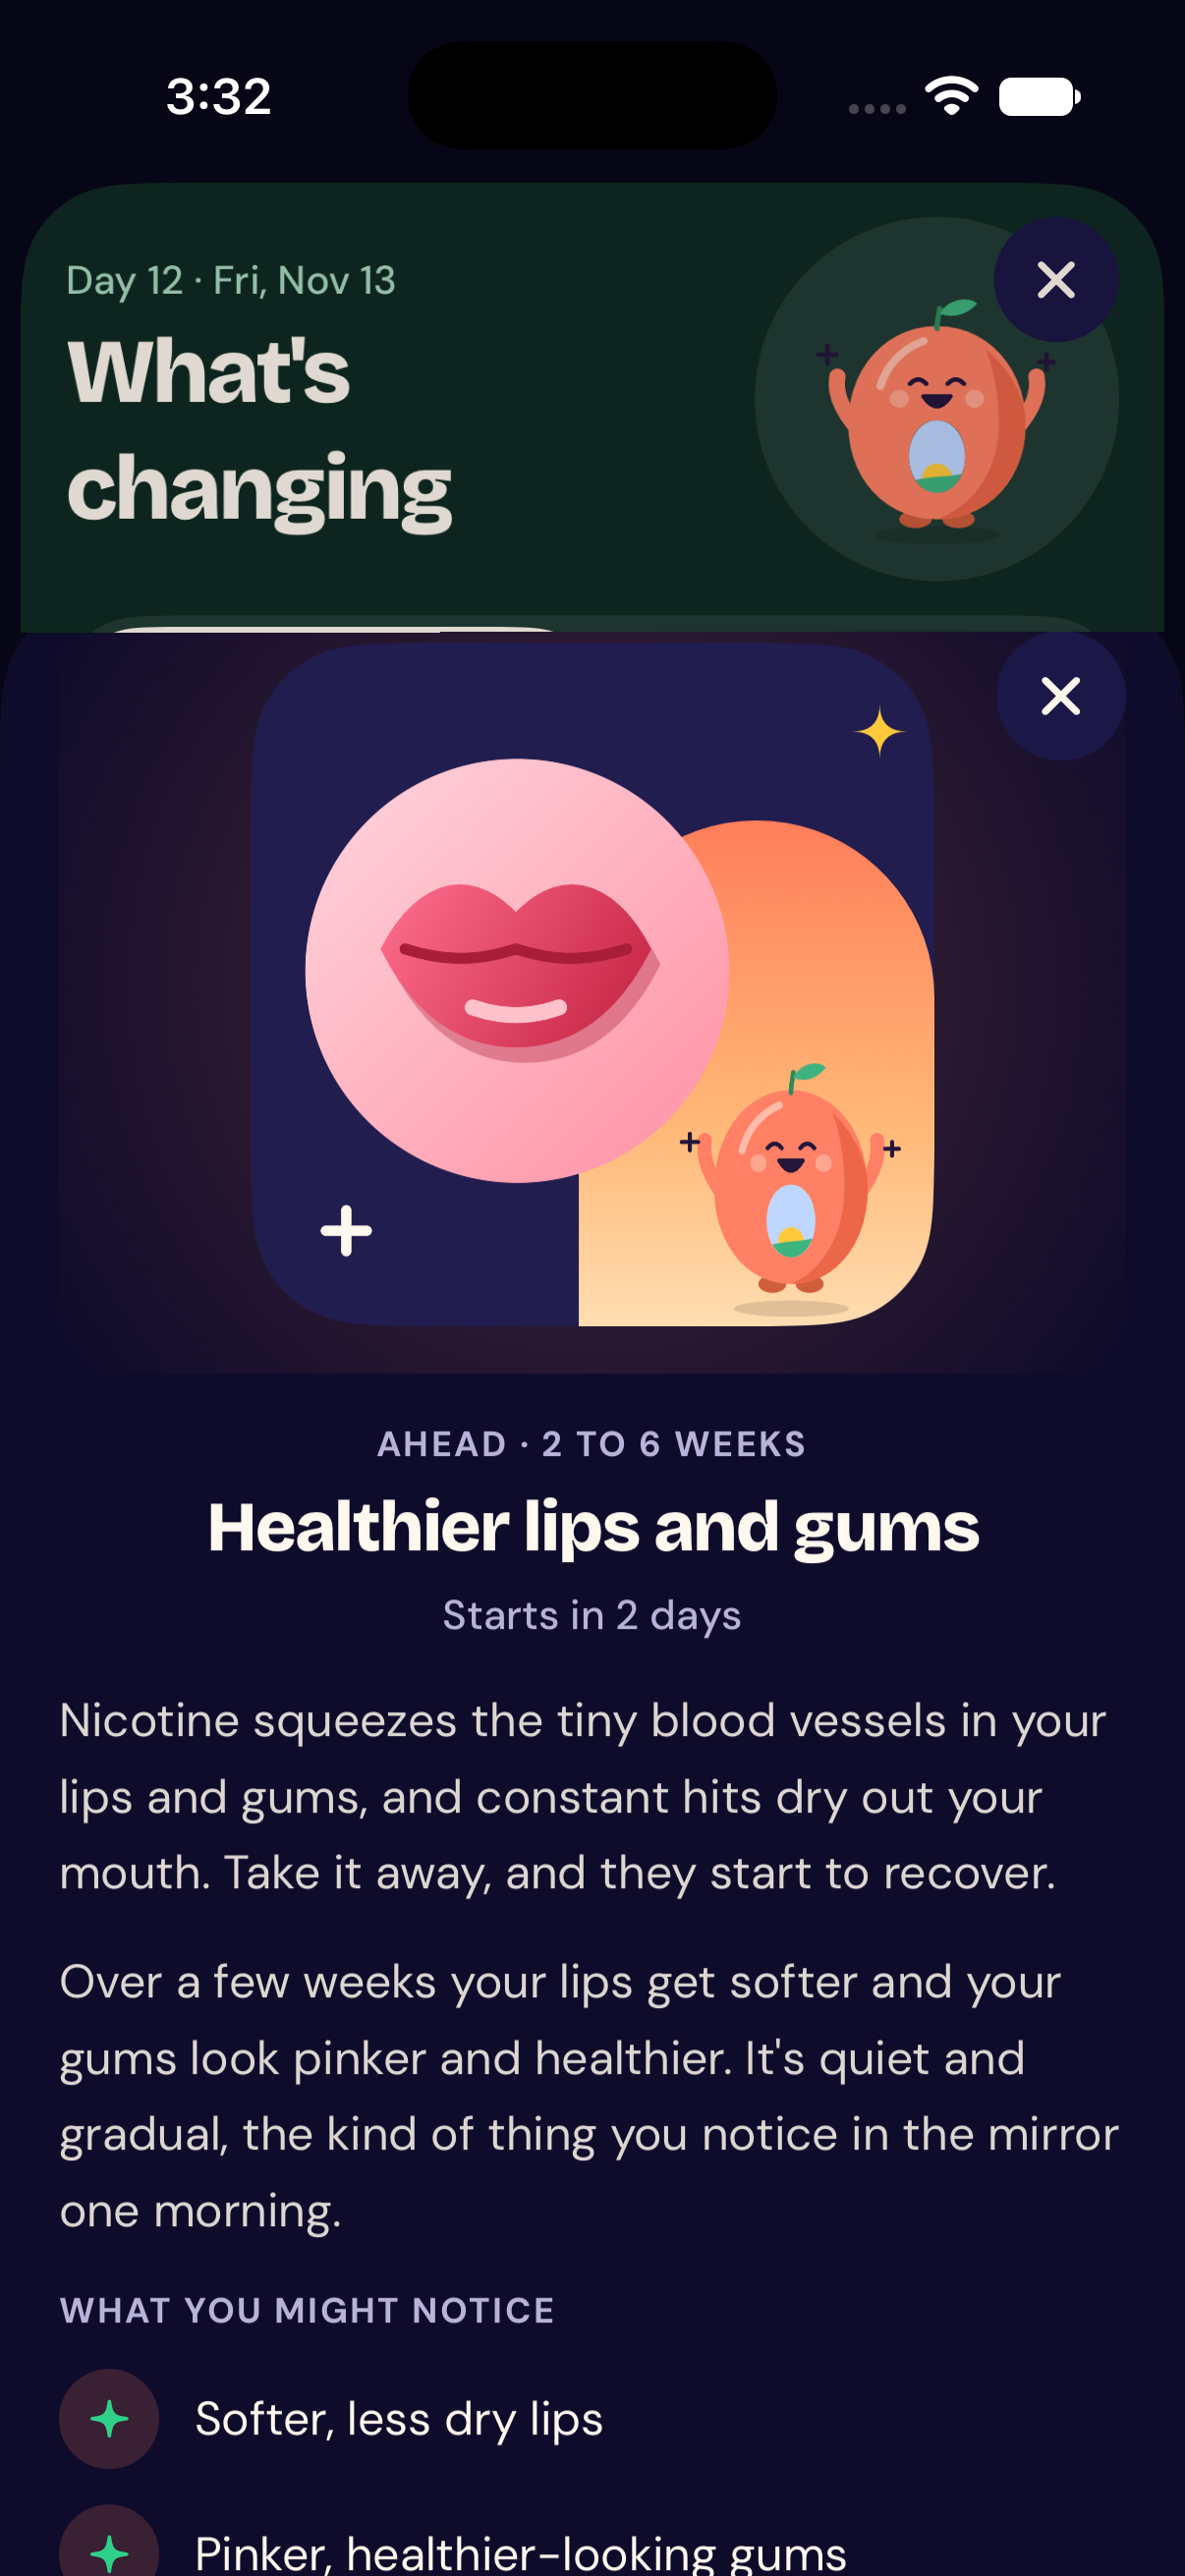 3:32
Day 12 · Fri, Nov 13
What's
changing
AHEAD · 2 TO 6 WEEKS
Healthier lips and gums
Starts in 2 days
Nicotine squeezes the tiny blood vessels in your
lips and gums, and constant hits dry out your
mouth. Take it away, and they start to recover.
Over a few weeks your lips get softer and your
gums look pinker and healthier. It's quiet and
gradual, the kind of thing you notice in the mirror
one morning.
WHAT YOU MIGHT NOTICE
Softer, less dry lips
Pinker, healthier-looking gums